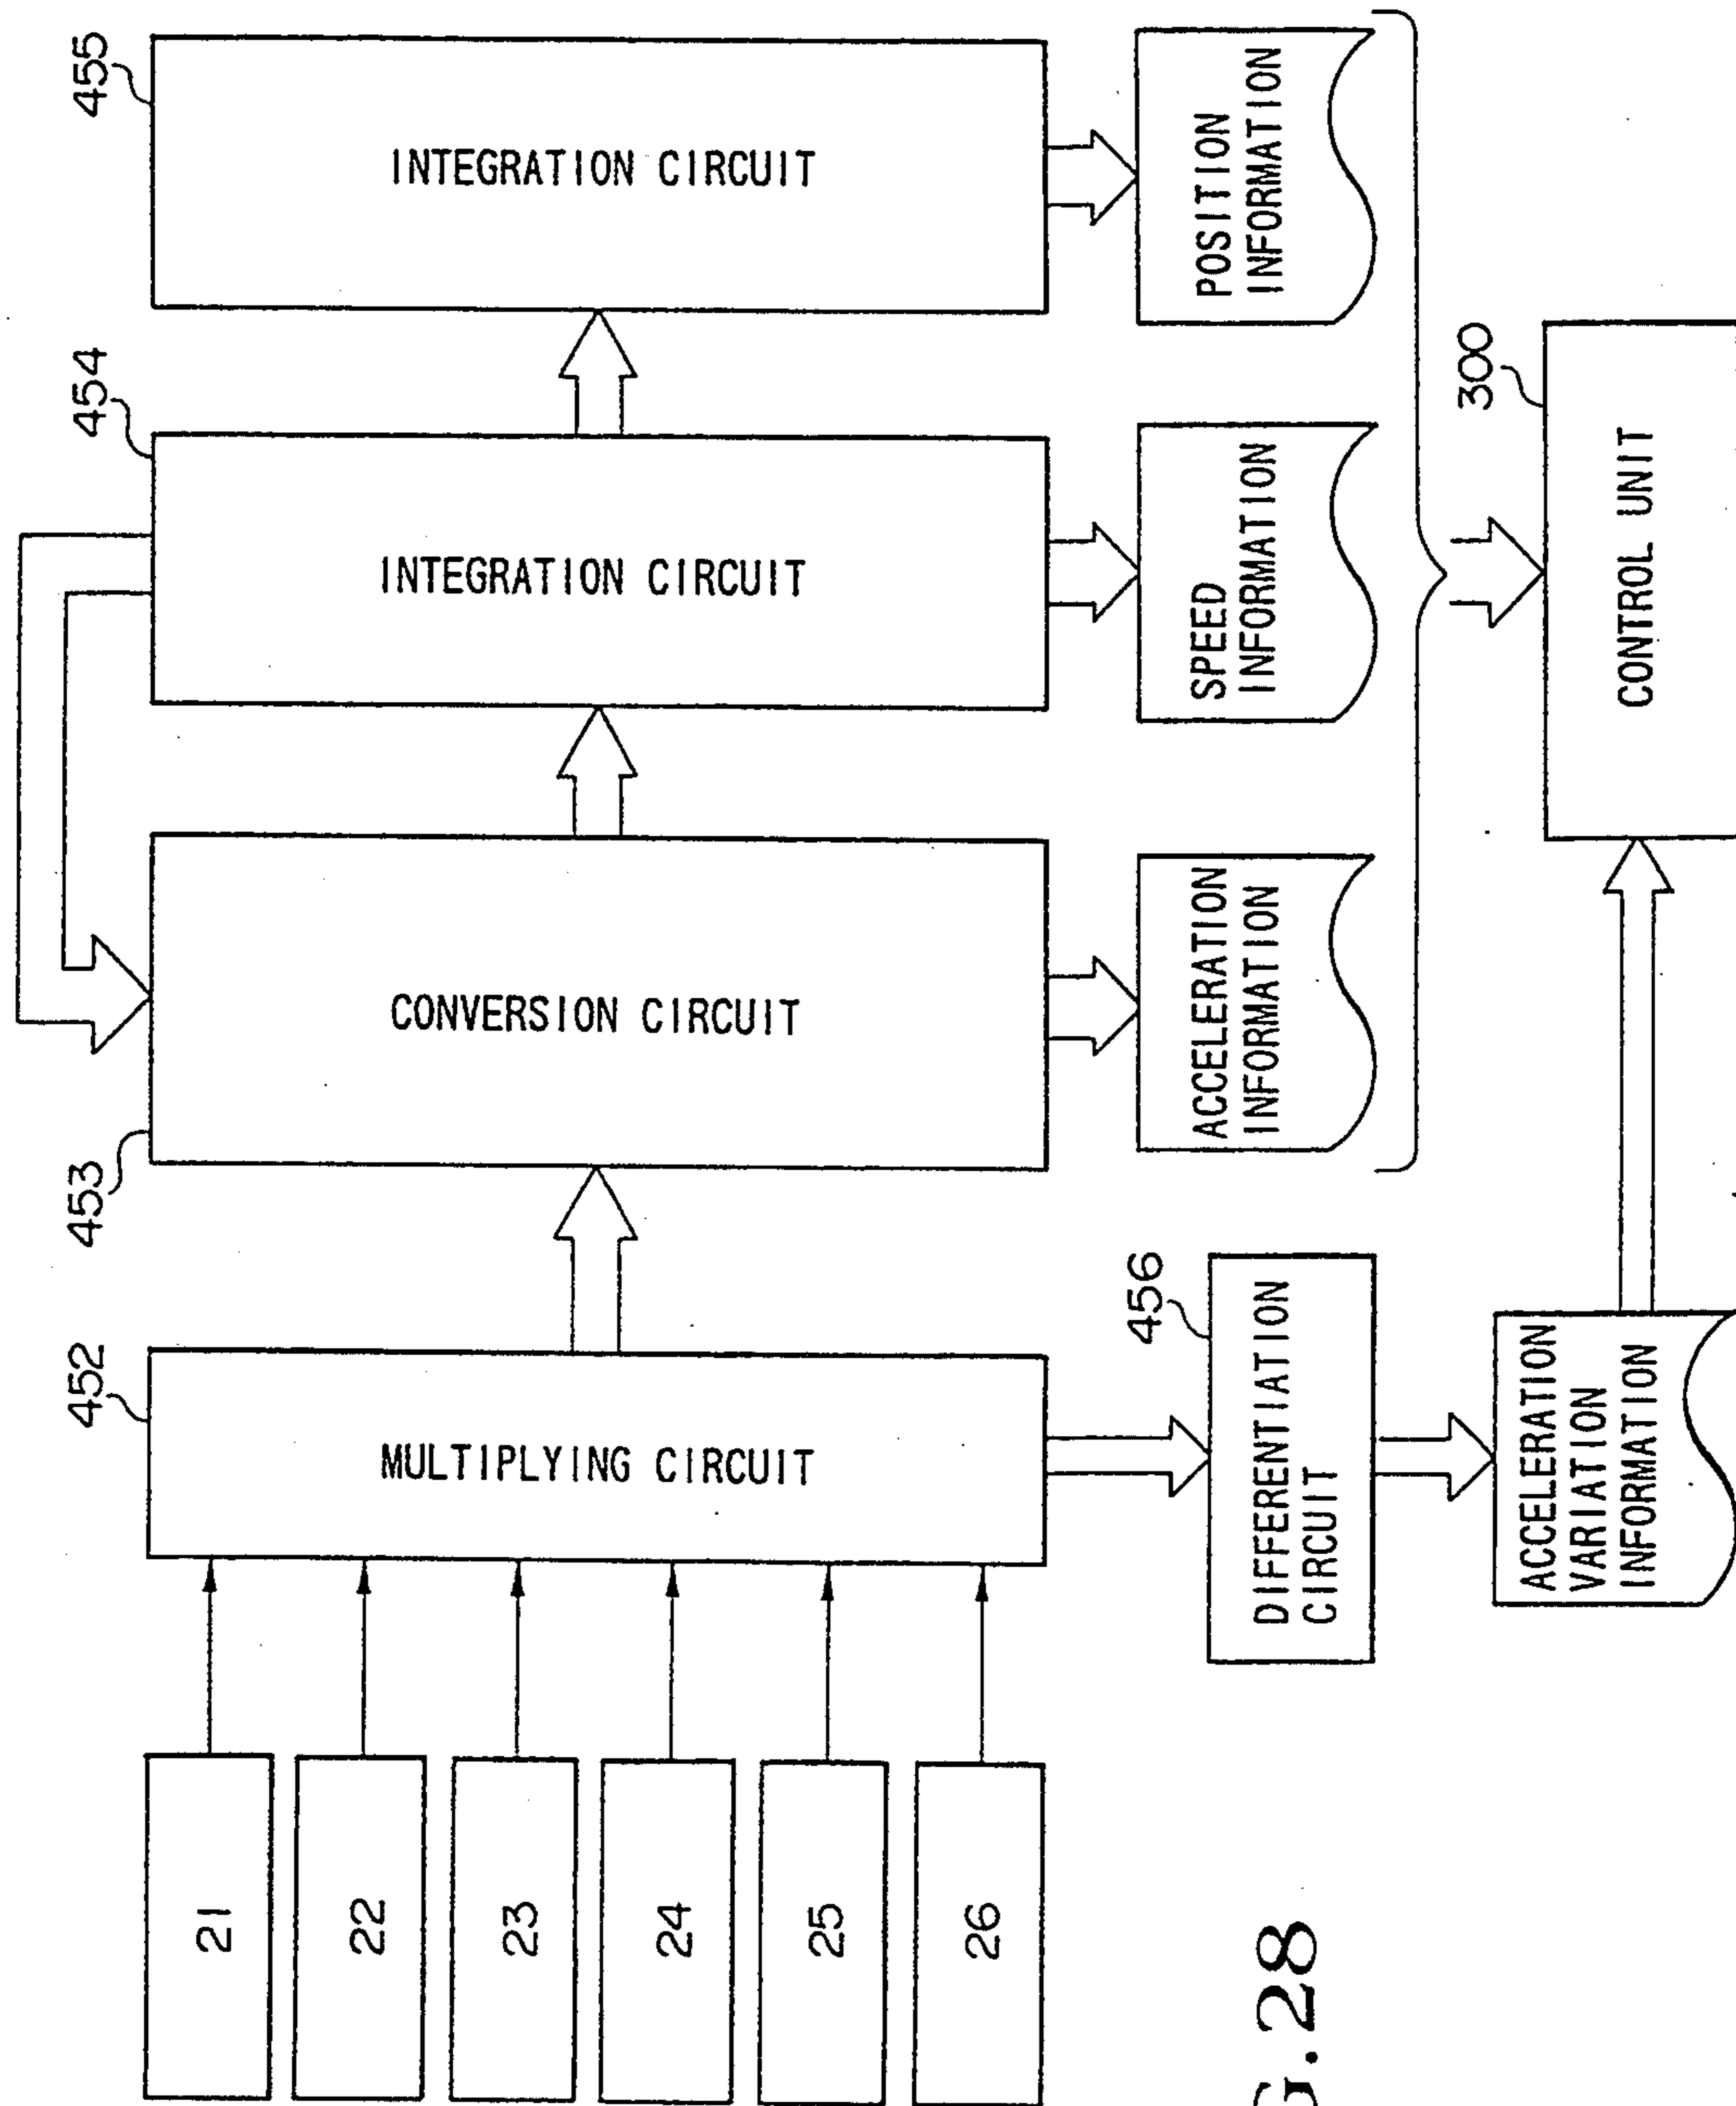 452
453
454
455
21
22
23
24
25
26
MULTIPLYING CIRCUIT
CONVERSION CIRCUIT
INTEGRATION CIRCUIT
INTEGRATION CIRCUIT
456
DIFFERENTIATION
CIRCUIT
ACCELERATION
INFORMATION
SPEED
INFORMATION
POSITION
INFORMATION
300
ACCELERATION
VARIATION
INFORMATION
CONTROL UNIT
G.28